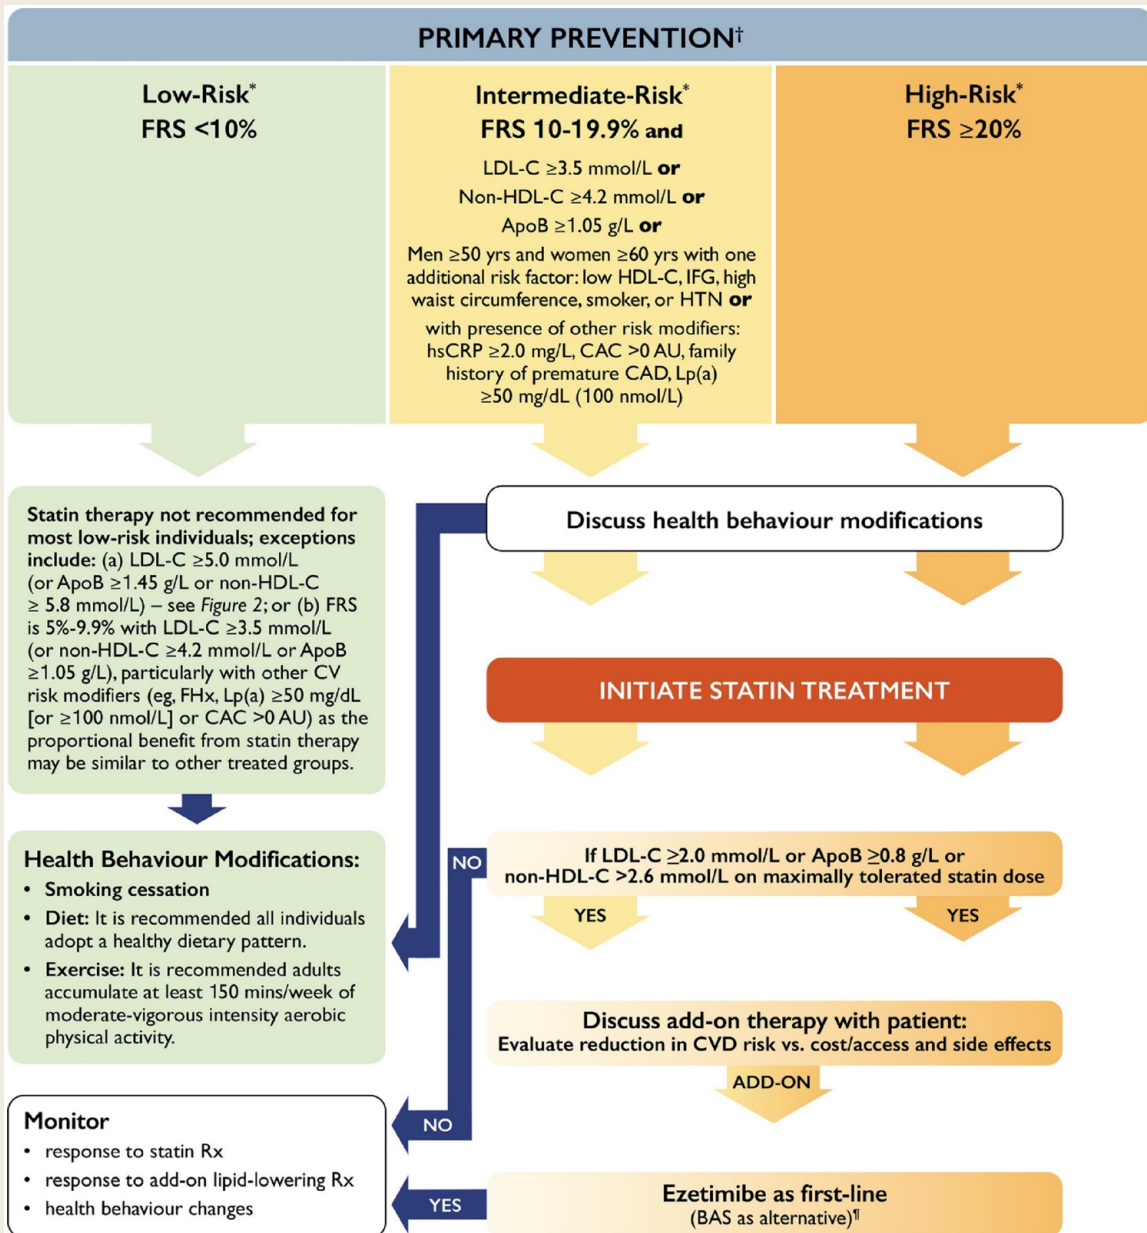 PRIMARY PREVENTION†
Low-Risk*
FRS <10%
Intermediate-Risk*
FRS 10-19.9% and
LDL-C ≥3.5 mmol/L or
Non-HDL-C ≥4.2 mmol/L or
ApoB ≥1.05 g/L or
Men ≥50 yrs and women ≥60 yrs with one
additional risk factor: low HDL-C, IFG, high
waist circumference, smoker, or HTN or
with presence of other risk modifiers:
hsCRP ≥2.0 mg/L, CAC >0 AU, family
history of premature CAD, Lp(a)
≥50 mg/dL (100 nmol/L)
High-Risk*
FRS ≥20%
Statin therapy not recommended for
most low-risk individuals; exceptions
include: (a) LDL-C ≥5.0 mmol/L
(or ApoB ≥1.45 g/L or non-HDL-C
≥ 5.8 mmol/L) – see Figure 2; or (b) FRS
is 5%-9.9% with LDL-C ≥3.5 mmol/L
(or non-HDL-C ≥4.2 mmol/L or ApoB
≥1.05 g/L), particularly with other CV
risk modifiers (eg, FHx, Lp(a) ≥50 mg/dL
[or ≥100 nmol/L] or CAC >0 AU) as the
proportional benefit from statin therapy
may be similar to other treated groups.
Health Behaviour Modifications:
• Smoking cessation
• Diet: It is recommended all individuals
adopt a healthy dietary pattern.
• Exercise: It is recommended adults
accumulate at least 150 mins/week of
moderate-vigorous intensity aerobic
physical activity.
Monitor
• response to statin Rx
• response to add-on lipid-lowering Rx
• health behaviour changes
Discuss health behaviour modifications
INITIATE STATIN TREATMENT
NO
If LDL-C ≥2.0 mmol/L or ApoB ≥0.8 g/L or
non-HDL-C >2.6 mmol/L on maximally tolerated statin dose
YES
YES
Discuss add-on therapy with patient:
Evaluate reduction in CVD risk vs. cost/access and side effects
ADD-ON
NO
YES
Ezetimibe as first-line
(BAS as alternative)¶